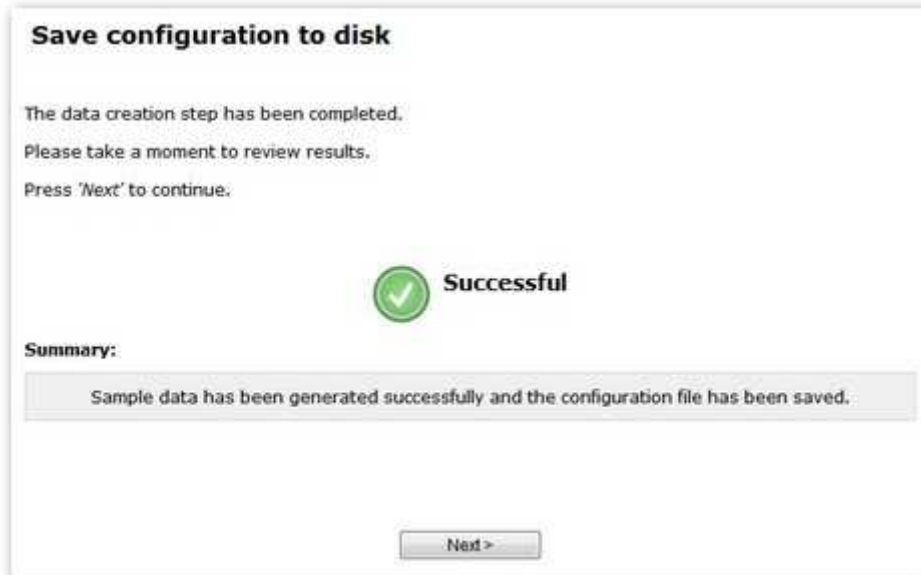 Save configuration to disk
The data creation step has been completed.
Please take a moment to review results.
Press 'Next' to continue.
Successful
Summary:
Sample data has been generated successfully and the configuration file has been saved.
Next >